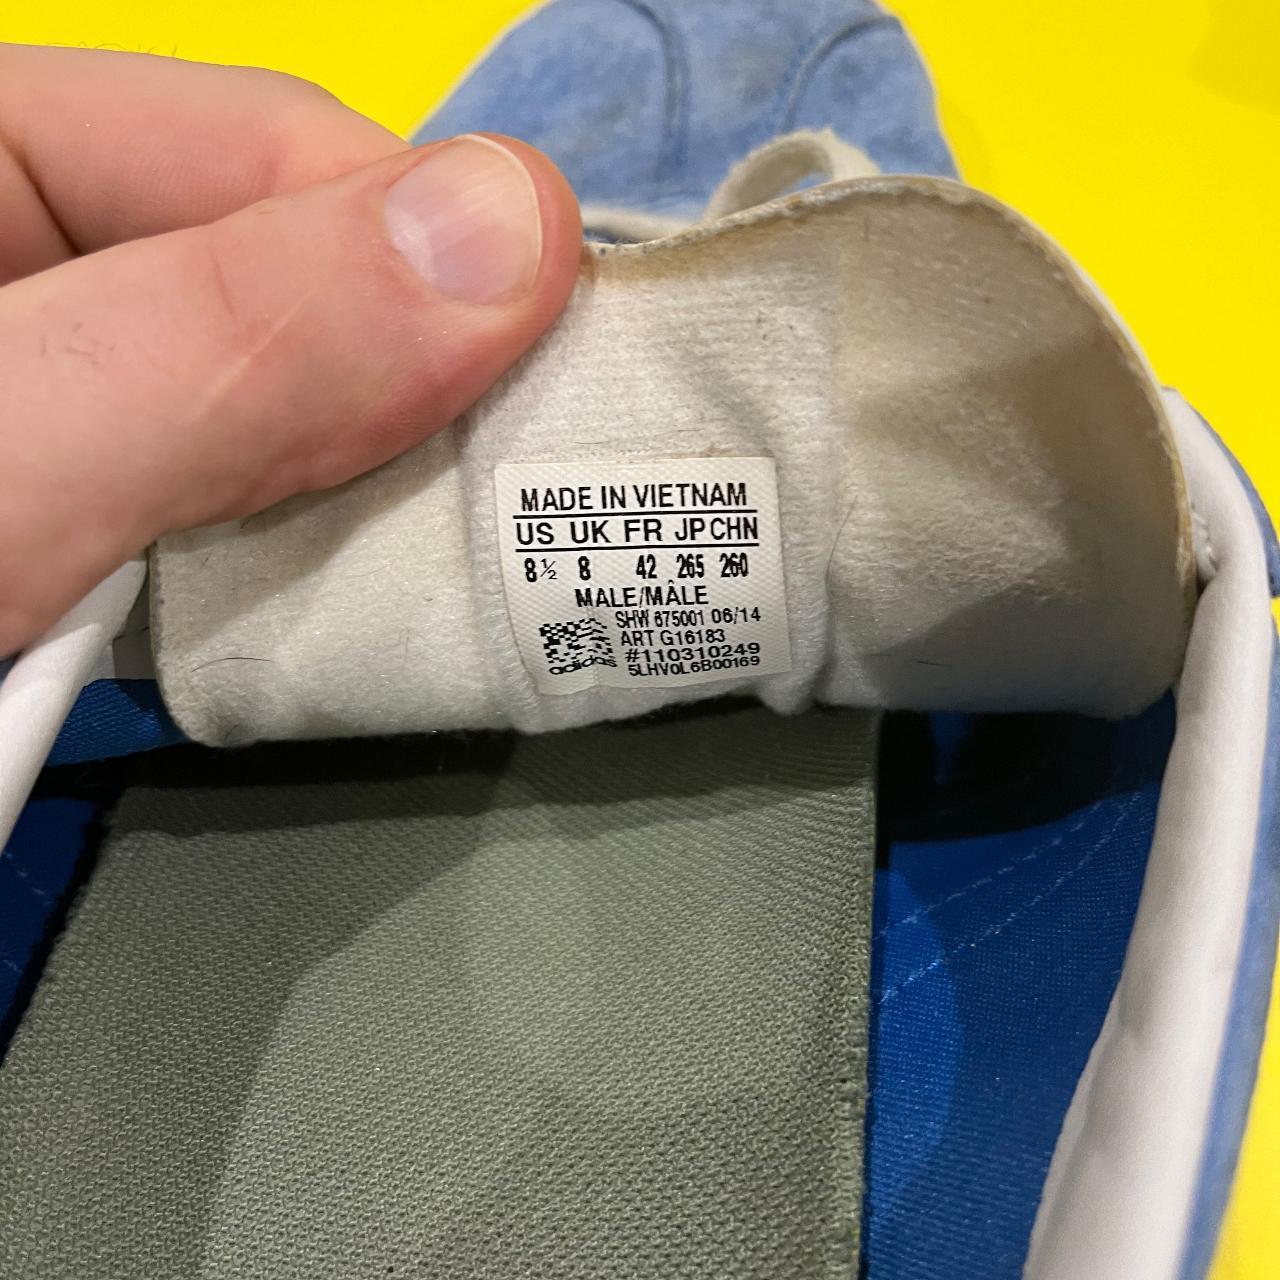 MADE IN VIETNAM
US UK FR JP CHN
8½ 8 42 265 260
MALE/MÂLE
SHW 675001 06/14
ART G16183
#110310249
adidas 5LHV0L6B00169